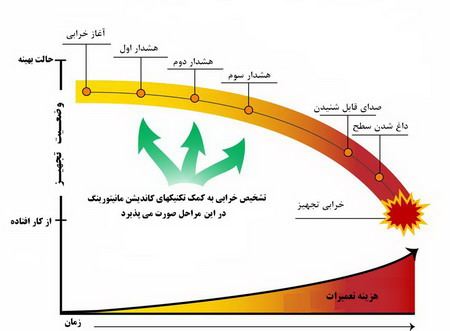 آغاز خرابی
هشدار اول
هشدار دوم
هشدار سوم
صدای قابل شنیدن
داغ شدن سطح
حالت بهینه
وضعیت تجهیز
تشخیص خرابی به کمک تکنیکهای کاندیشن مانیتورینگ
در این مراحل صورت می پذیرد
خرابی تجهیز
از کار افتاده
هزینه تعمیرات
زمان